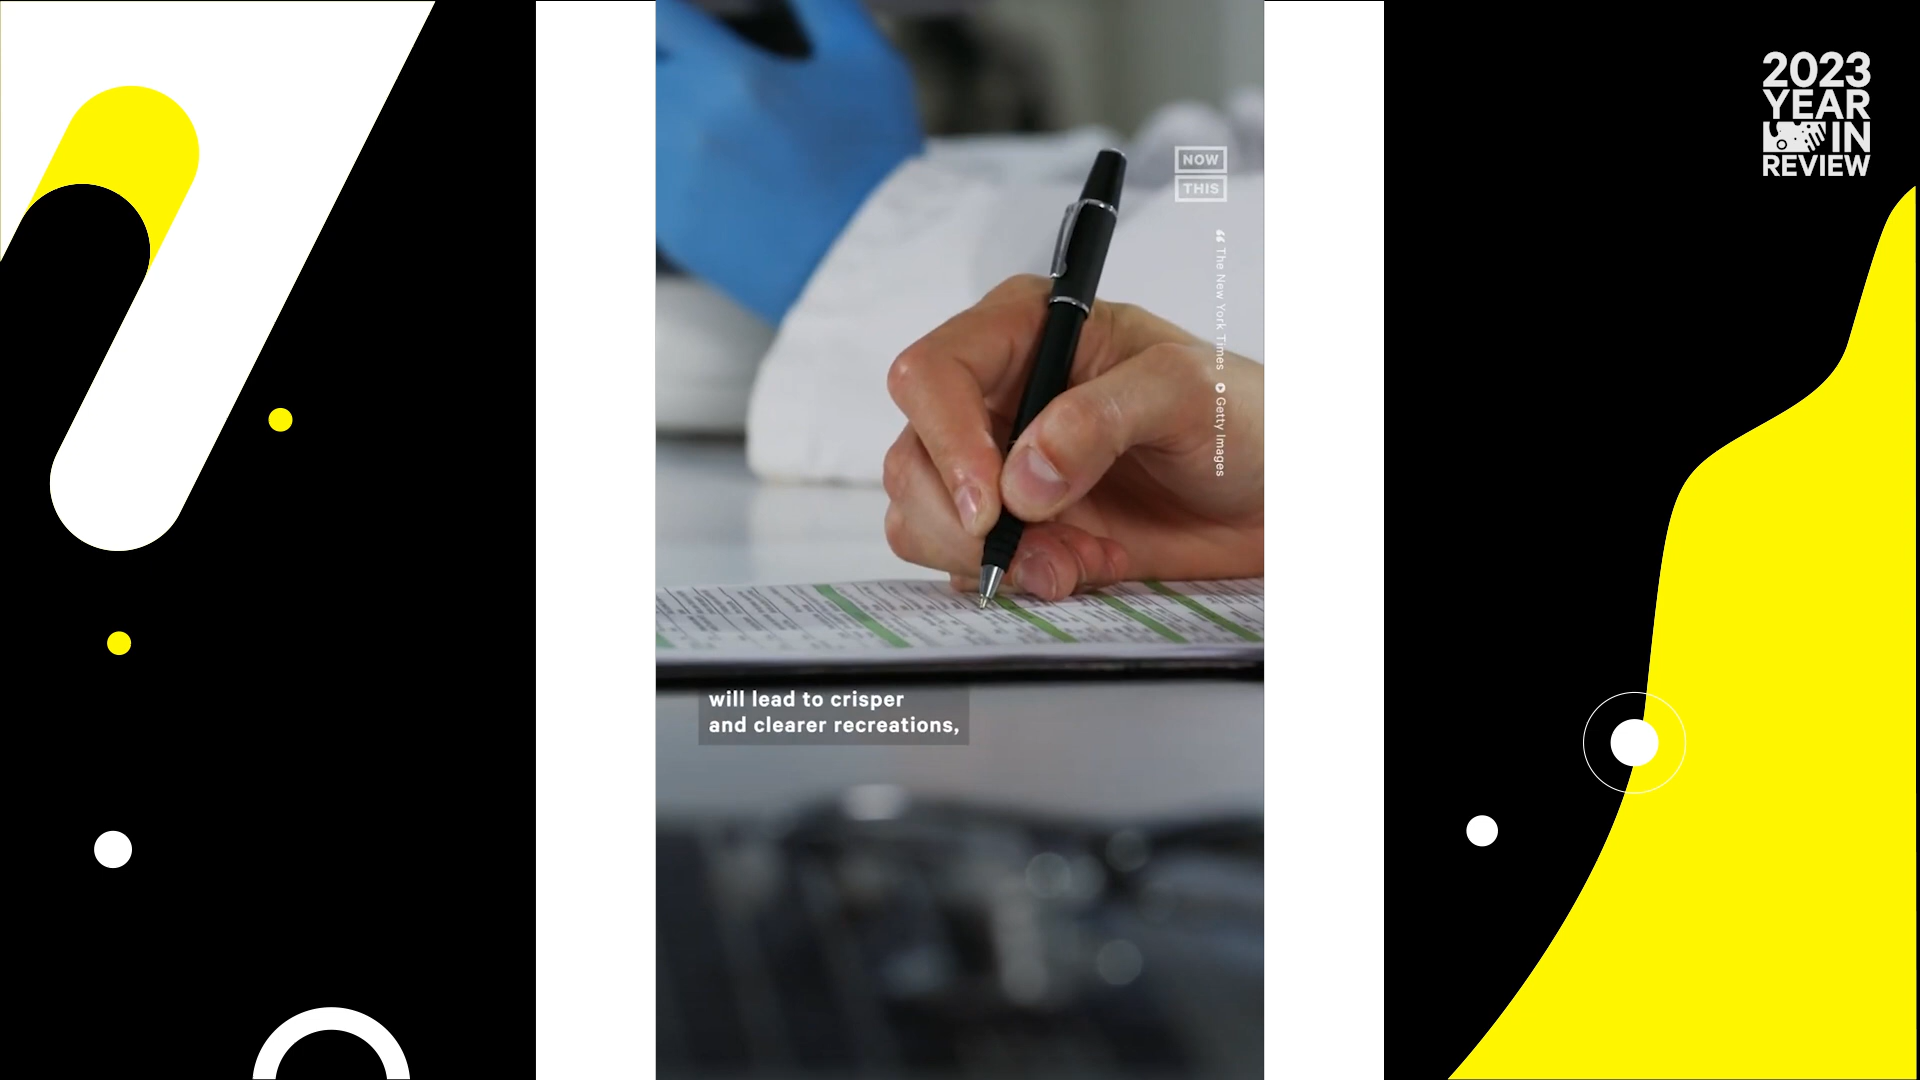 2023
YEAR
IN
REVIEW
NOW
THIS
“ The New York Times Getty Images
will lead to crisper
and clearer recreations,